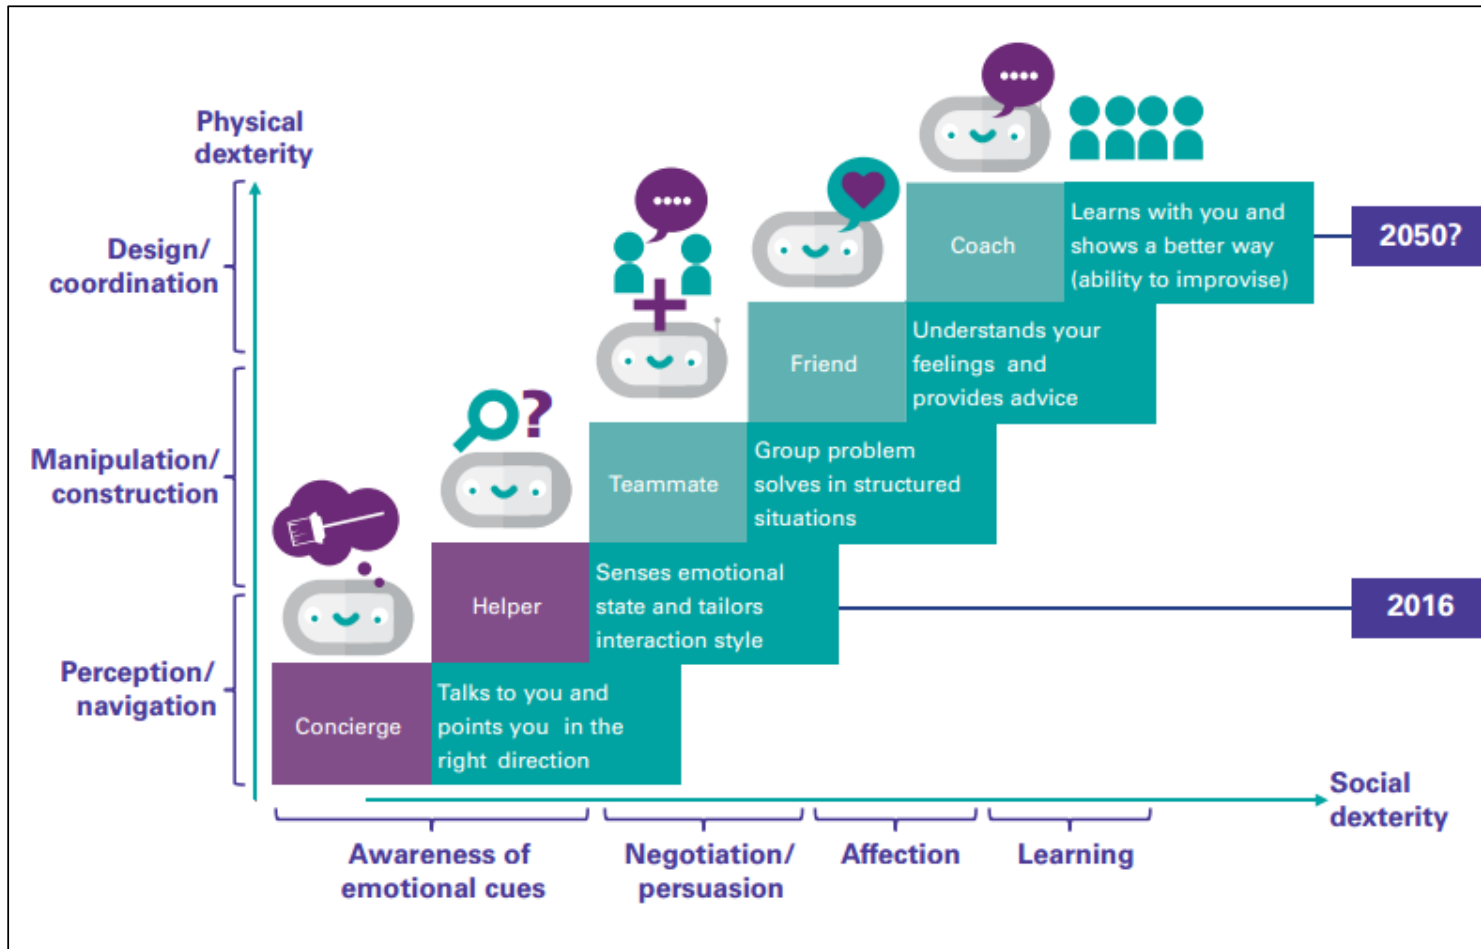 Physical
dexterity
Design/
coordination
Manipulation/
construction
Perception/
navigation
Coach
Learns with you and
shows a better way
(ability to improvise)
2050?
Friend
Understands your
feelings and
provides advice
?
Teammate
Group problem
solves in structured
situations
Helper
Senses emotional
state and tailors
interaction style
2016
Concierge
Talks to you and
points you in the
right direction
Social
dexterity
Awareness of
emotional cues
Negotiation/
persuasion
Affection
Learning